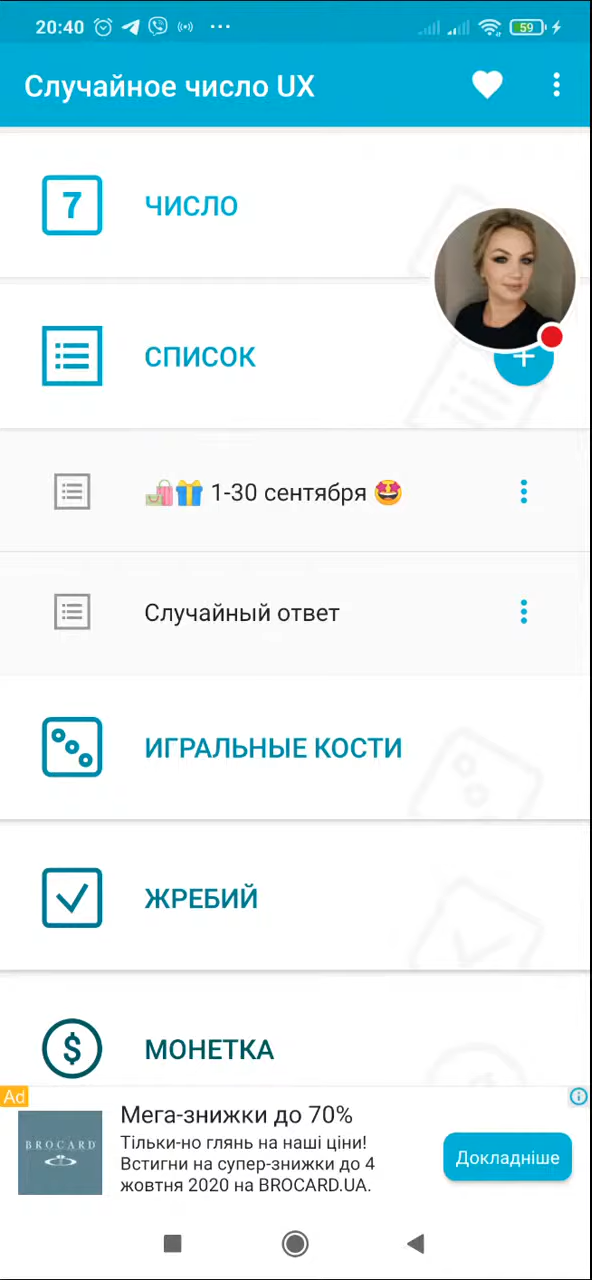 20:40
59
Случайное число UX
7
ЧИСЛО
СПИСОК
🛍️🎁 1-30 сентября 🤩
Случайный ответ
ИГРАЛЬНЫЕ КОСТИ
ЖРЕБИЙ
$
МОНЕТКА
Ad
BROCARD
Мега-знижки до 70%
Тільки-но глянь на наші ціни!
Встигни на супер-знижки до 4
жовтня 2020 на BROCARD.UA.
Докладніше